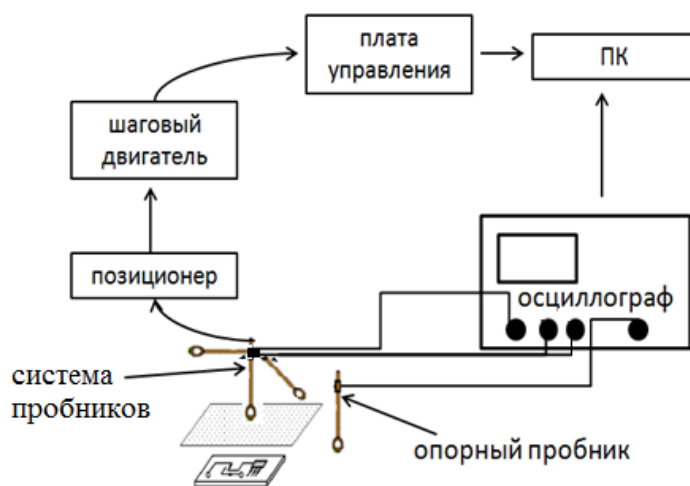 плата
управления
ПК
шаговый
двигатель
позиционер
осциллограф
система
пробников
опорный пробник